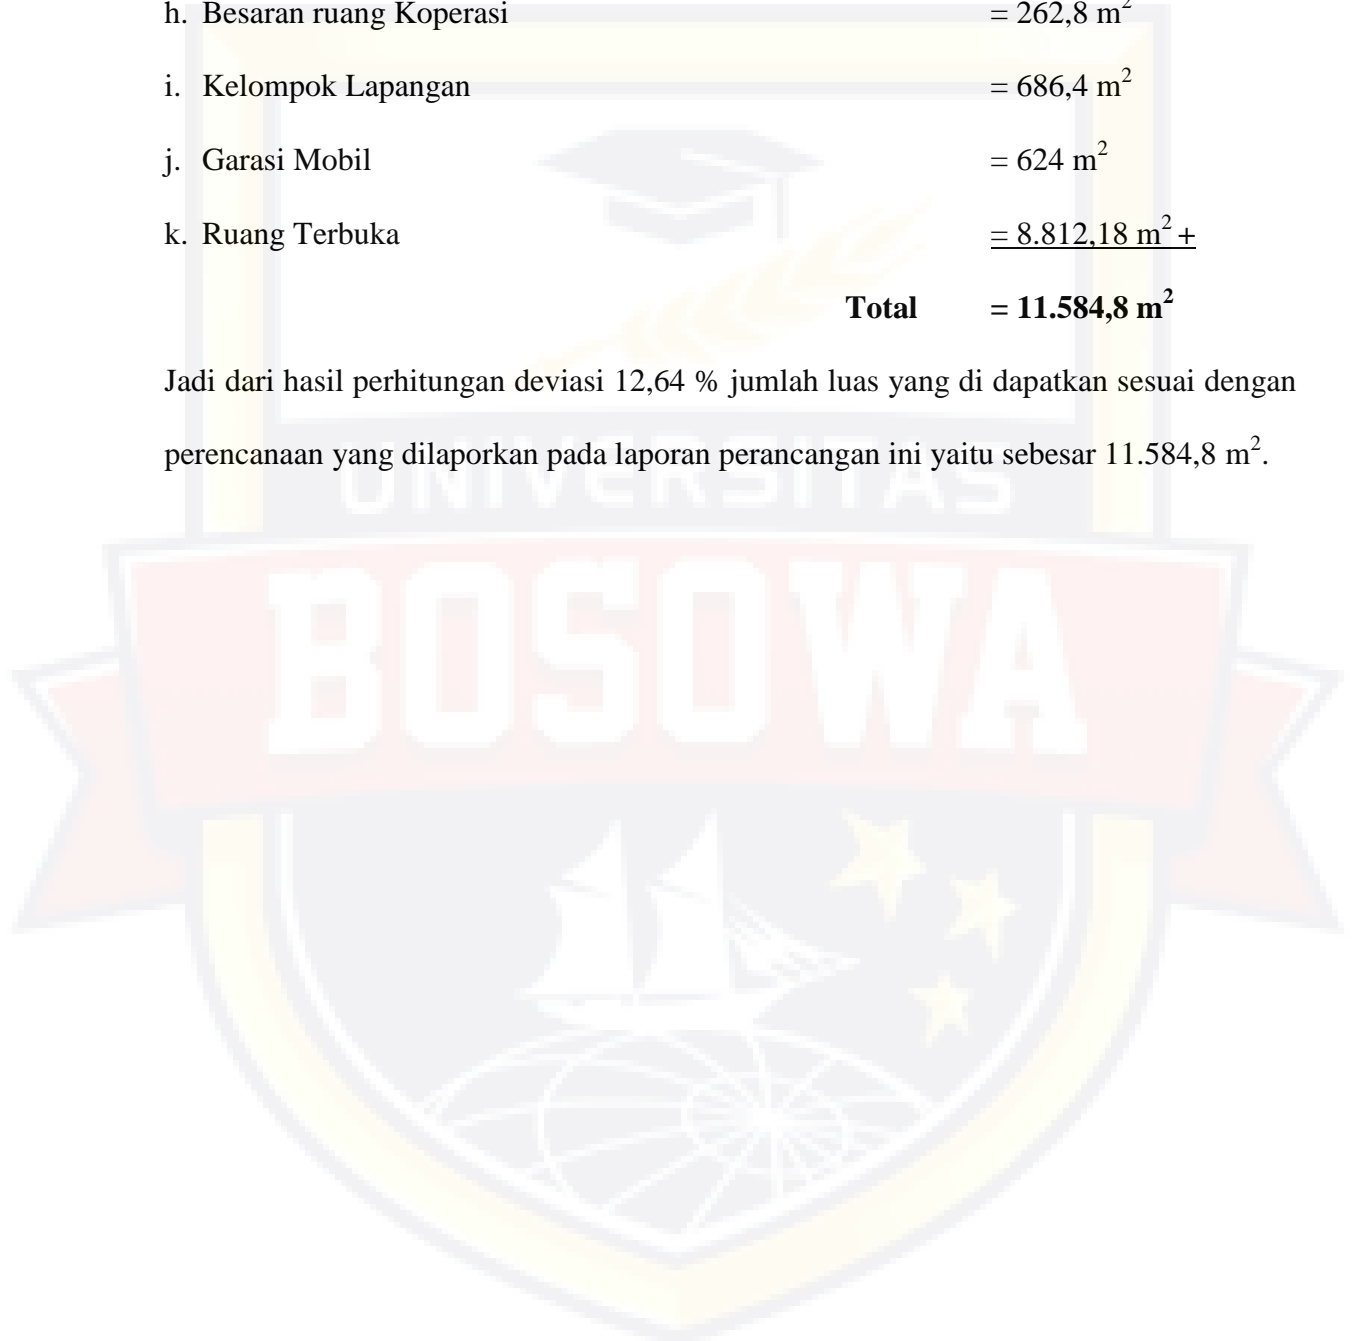 h. Besaran ruang Koperasi = 262,8 m²
i. Kelompok Lapangan = 686,4 m²
j. Garasi Mobil = 624 m²
k. Ruang Terbuka = 8.812,18 m² +
Total = 11.584,8 m²
Jadi dari hasil perhitungan deviasi 12,64 % jumlah luas yang di dapatkan sesuai dengan
perencanaan yang dilaporkan pada laporan perancangan ini yaitu sebesar 11.584,8 m².
UNIVERSITAS
BOSOWA